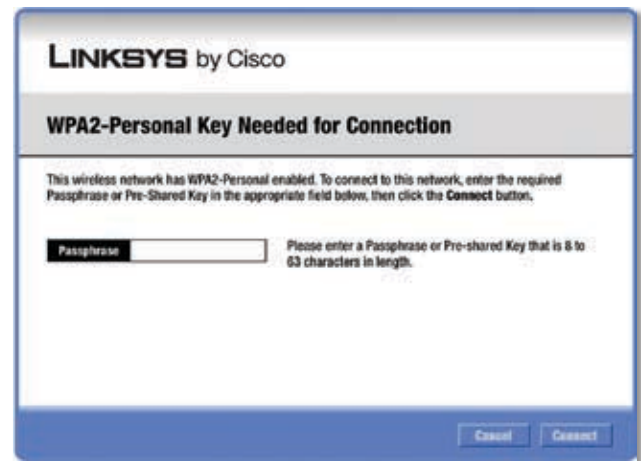 LINKSYS by Cisco
WPA2-Personal Key Needed for Connection
This wireless network has WPA2-Personal enabled. To connect to this network, enter the required
Passphrase or Pre-Shared Key in the appropriate field below, then click the Connect button.
Passphrase
Please enter a Passphrase or Pre-shared Key that is 8 to
63 characters in length.
Cancel
Connect